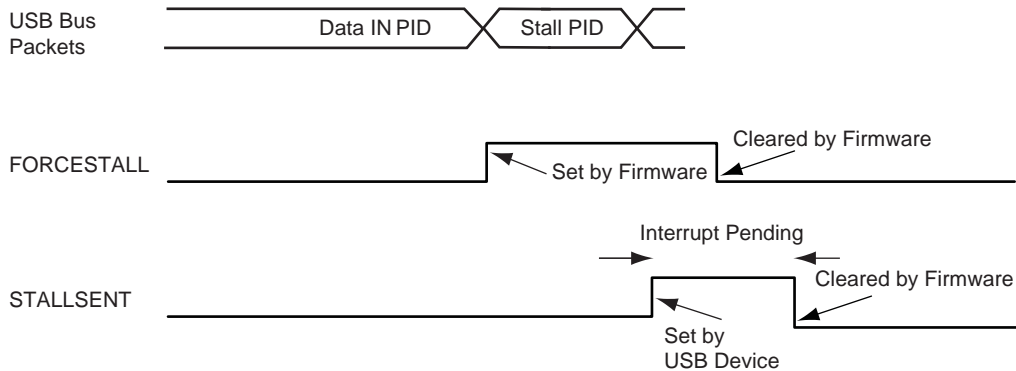 USB Bus
Packets
Data IN PID
Stall PID
FORCESTALL
Set by Firmware
Cleared by Firmware
Interrupt Pending
STALLSENT
Cleared by Firmware
Set by
USB Device